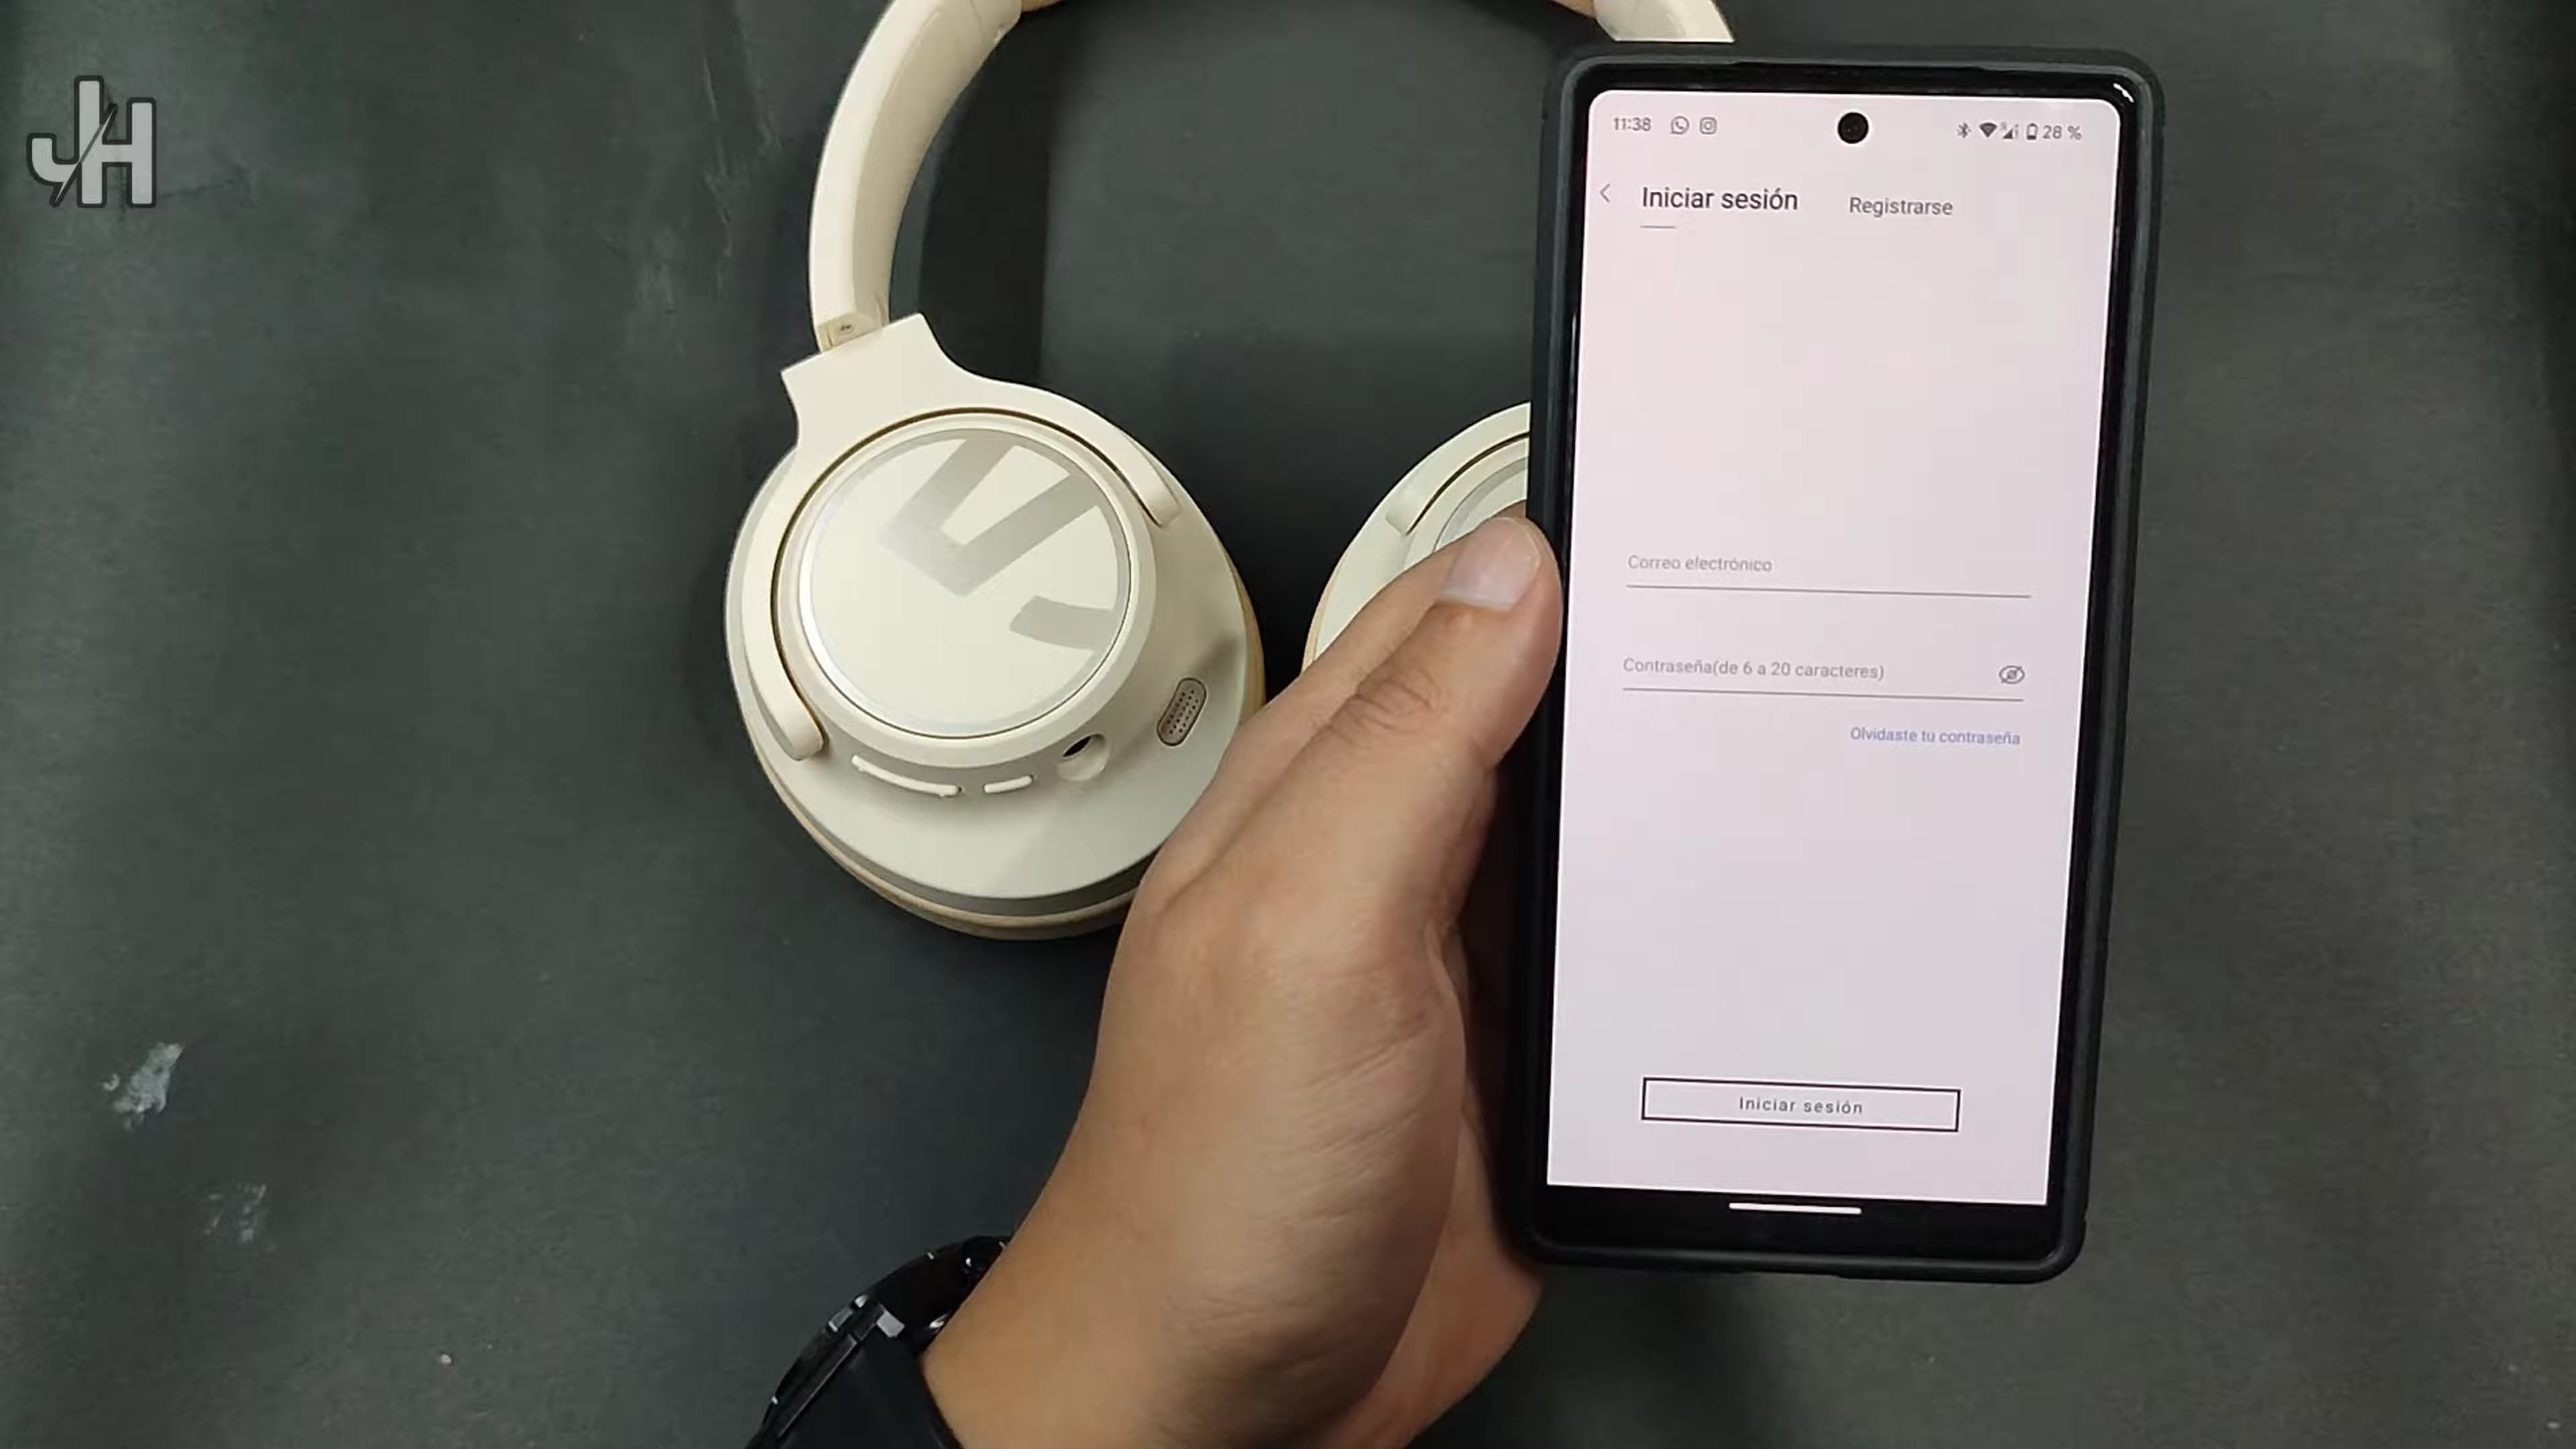 JH
11:38
28 %
Iniciar sesión
Registrarse
Correo electrónico
Contraseña(de 6 a 20 caracteres)
Olvidaste tu contraseña
Iniciar sesión